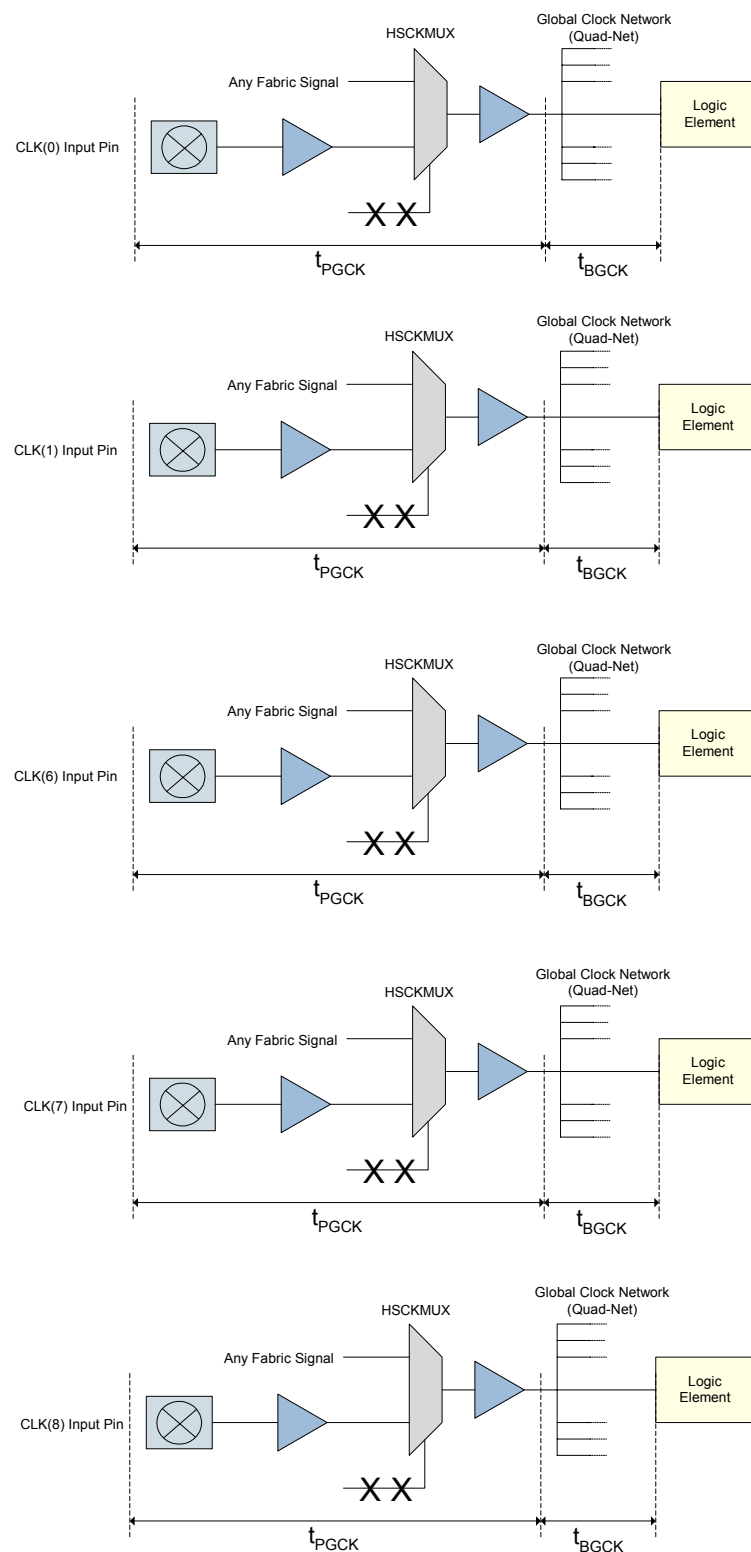 Global Clock Network
(Quad-Net)
HSCKMUX
Any Fabric Signal
Logic
Element
CLK(0) Input Pin
X X
tPGCK
tBGCK
Global Clock Network
(Quad-Net)
HSCKMUX
Any Fabric Signal
Logic
Element
CLK(1) Input Pin
X X
tPGCK
tBGCK
Global Clock Network
(Quad-Net)
HSCKMUX
Any Fabric Signal
Logic
Element
CLK(6) Input Pin
X X
tPGCK
tBGCK
Global Clock Network
(Quad-Net)
HSCKMUX
Any Fabric Signal
Logic
Element
CLK(7) Input Pin
X X
tPGCK
tBGCK
Global Clock Network
(Quad-Net)
HSCKMUX
Any Fabric Signal
Logic
Element
CLK(8) Input Pin
X X
tPGCK
tBGCK